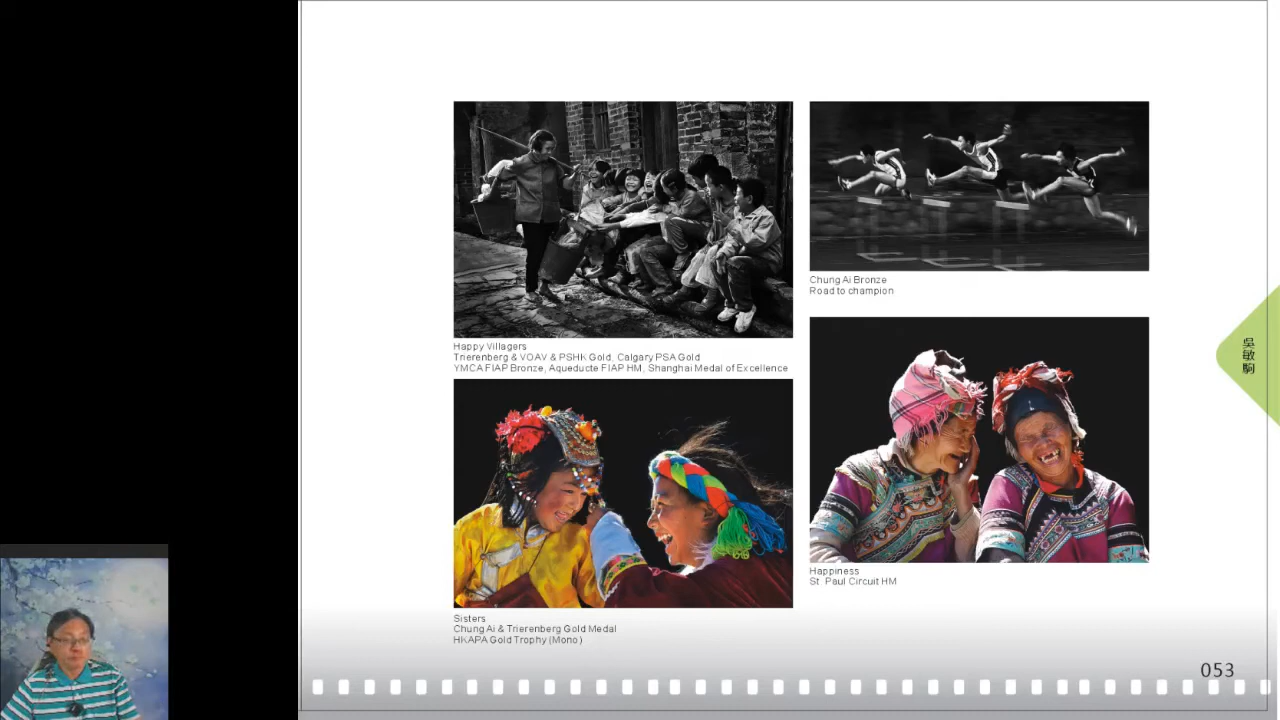 Happy Villagers
Trierenberg & VOAV & PSHK Gold, Calgary PSA Gold
YMCA FIAP Bronze, Aqueducte FIAP HM, Shanghai Medal of Excellence
Chung Ai Bronze
Road to champion
Sisters
Chung Ai & Trierenberg Gold Medal
HKAPA Gold Trophy (Mono)
Happiness
St. Paul Circuit HM
吳敏駒
053